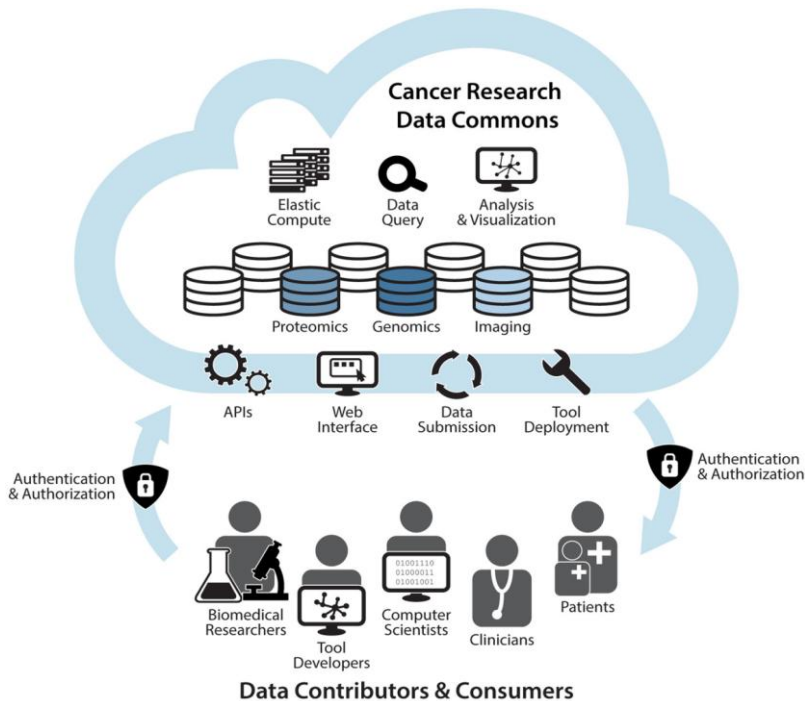 Cancer Research
Data Commons
Elastic
Compute
Data
Query
Analysis
& Visualization
Proteomics
Genomics
Imaging
APIs
Web
Interface
Data
Submission
Tool
Deployment
Authentication
& Authorization
Authentication
& Authorization
01001110
01000011
01001001
Biomedical
Researchers
Tool
Developers
Computer
Scientists
Clinicians
Patients
Data Contributors & Consumers